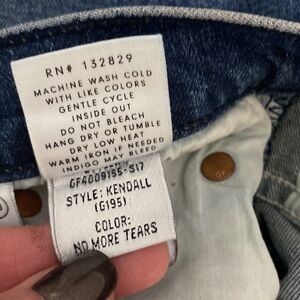 RN# 132829
MACHINE WASH COLD
WITH LIKE COLORS
GENTLE CYCLE
INSIDE OUT
DO NOT BLEACH
HANG DRY OR TUMBLE
DRY LOW HEAT
WARM IRON IF NEEDED
INDIGO MAY BLEED
GF4009195-S17
STYLE: KENDALL
(G195)
COLOR:
NO MORE TEARS